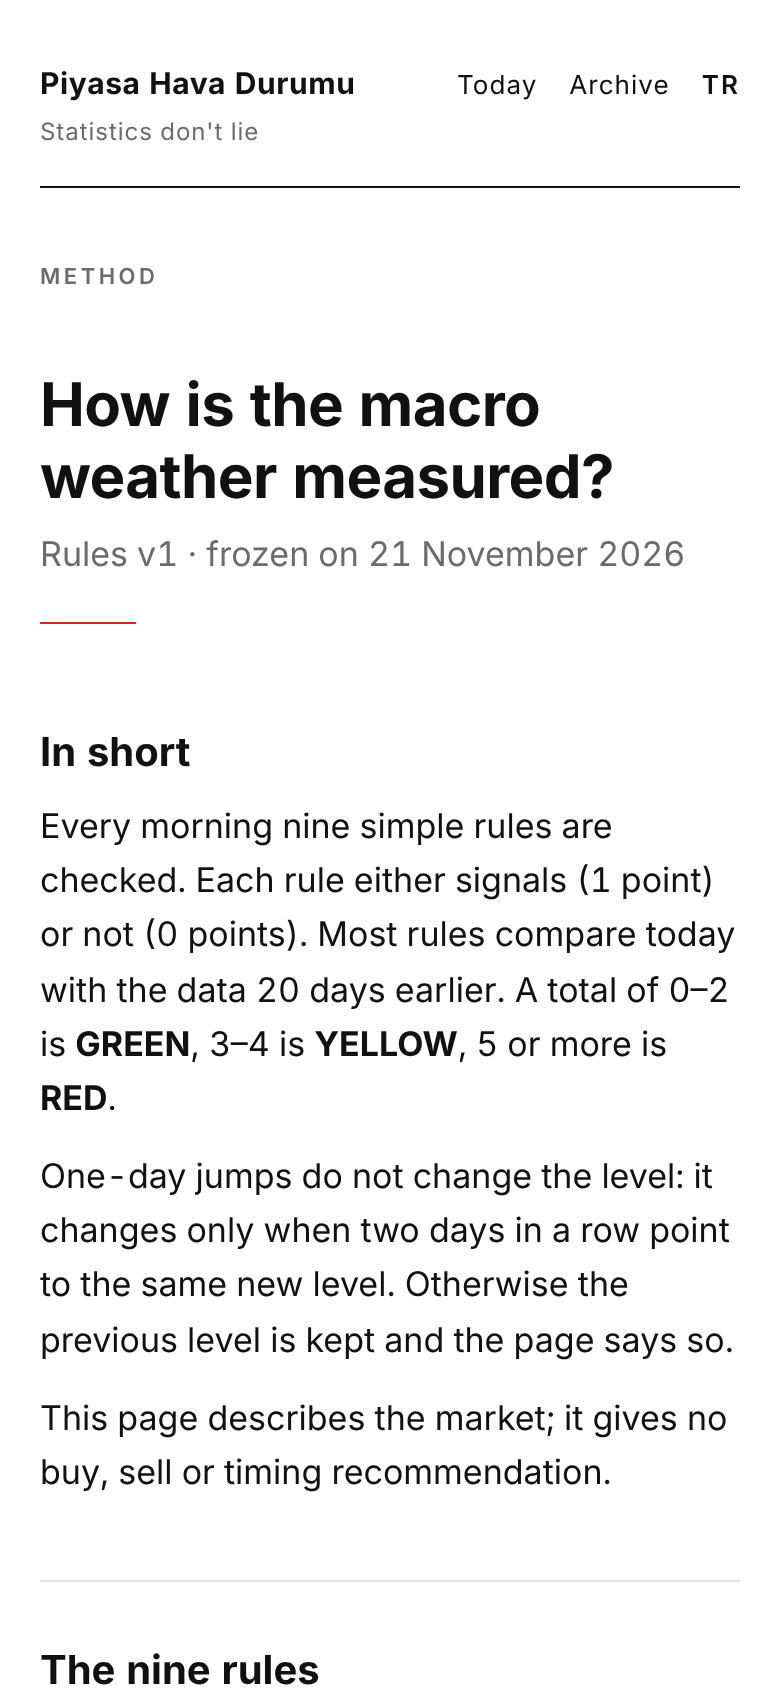 Piyasa Hava Durumu
Today Archive TR
Statistics don't lie
METHOD
How is the macro
weather measured?
Rules v1 · frozen on 21 November 2026
In short
Every morning nine simple rules are
checked. Each rule either signals (1 point)
or not (0 points). Most rules compare today
with the data 20 days earlier. A total of 0–2
is GREEN, 3–4 is YELLOW, 5 or more is
RED.
One-day jumps do not change the level: it
changes only when two days in a row point
to the same new level. Otherwise the
previous level is kept and the page says so.
This page describes the market; it gives no
buy, sell or timing recommendation.
The nine rules